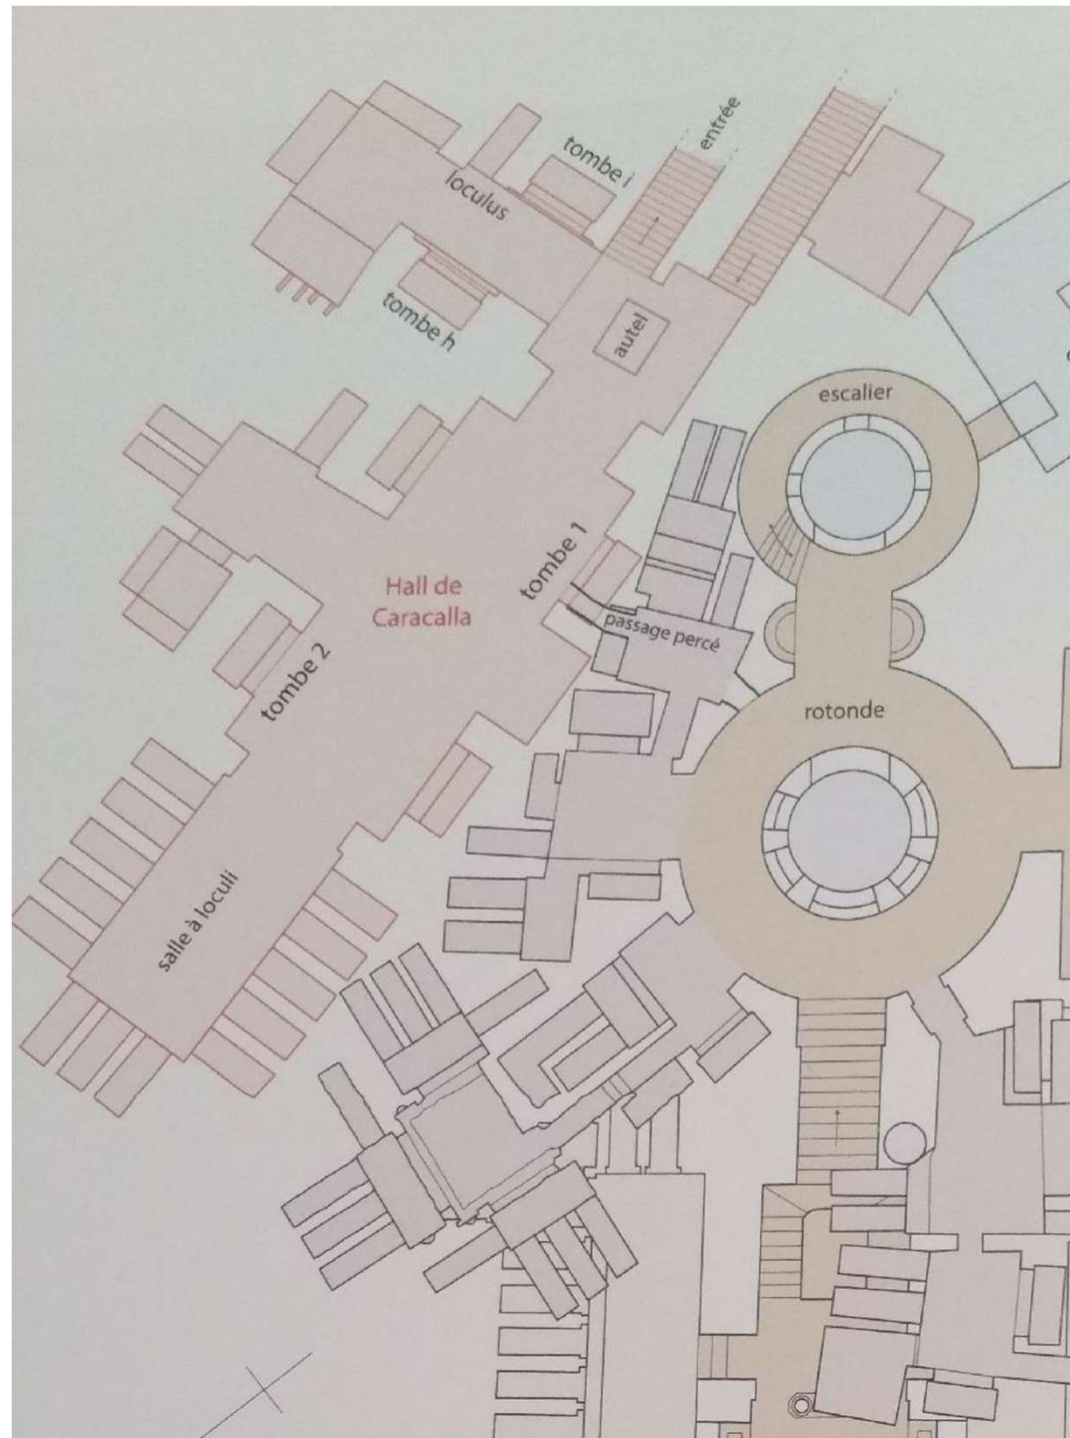 entrée
tombe i
loculus
tombe h
autel
escalier
tombe 1
Hall de
Caracalla
passage percé
tombe 2
rotonde
salle à loculi